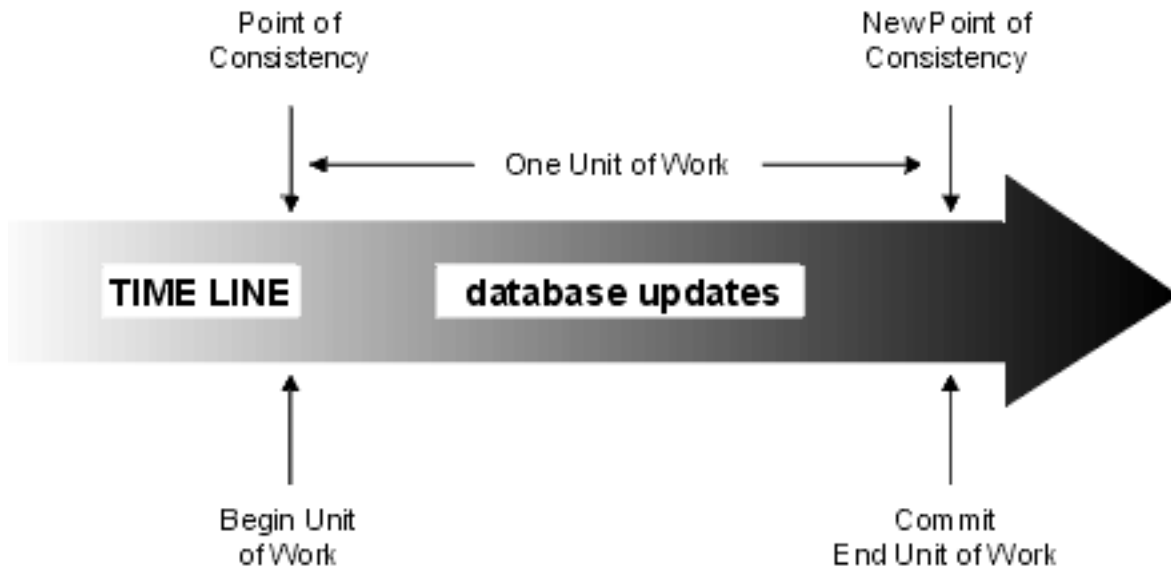 Point of
Consistency
New Point of
Consistency
One Unit of Work
TIME LINE
database updates
Begin Unit
of Work
Commit
End Unit of Work